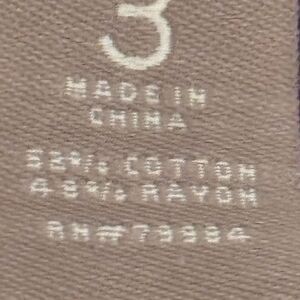 3
MADE IN
CHINA
52% COTTON
48% RAYON
RN# 79984